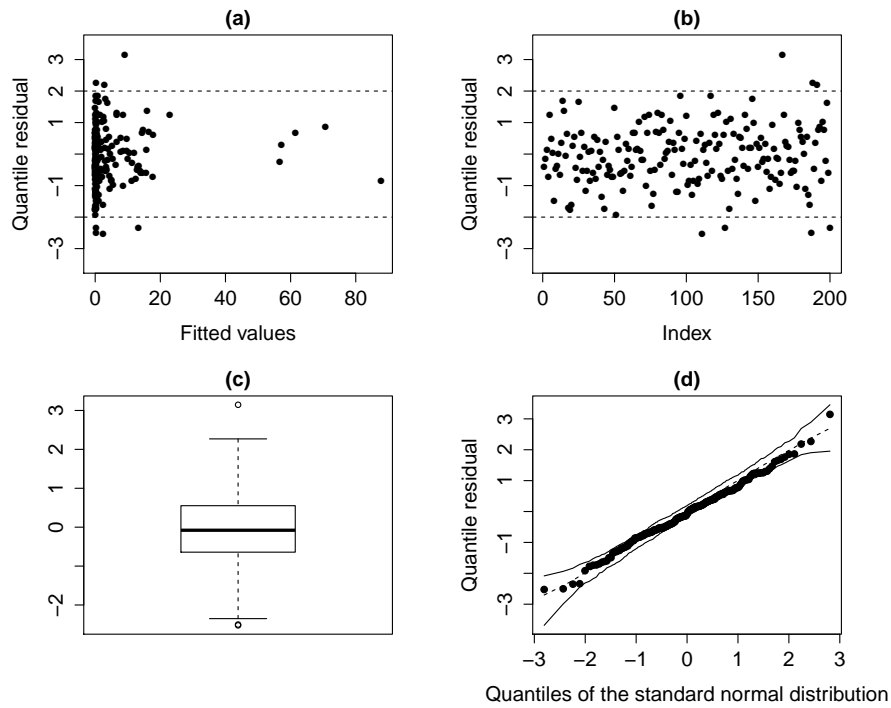 (a)
Quantile residual
3
2
1
−1
−3
0 20 40 60 80
Fitted values
(b)
Quantile residual
3
2
1
−1
−3
0 50 100 150 200
Index
(c)
3
2
0
−2
(d)
Quantile residual
3
2
1
−1
−3
−3 −2 −1 0 1 2 3
Quantiles of the standard normal distribution